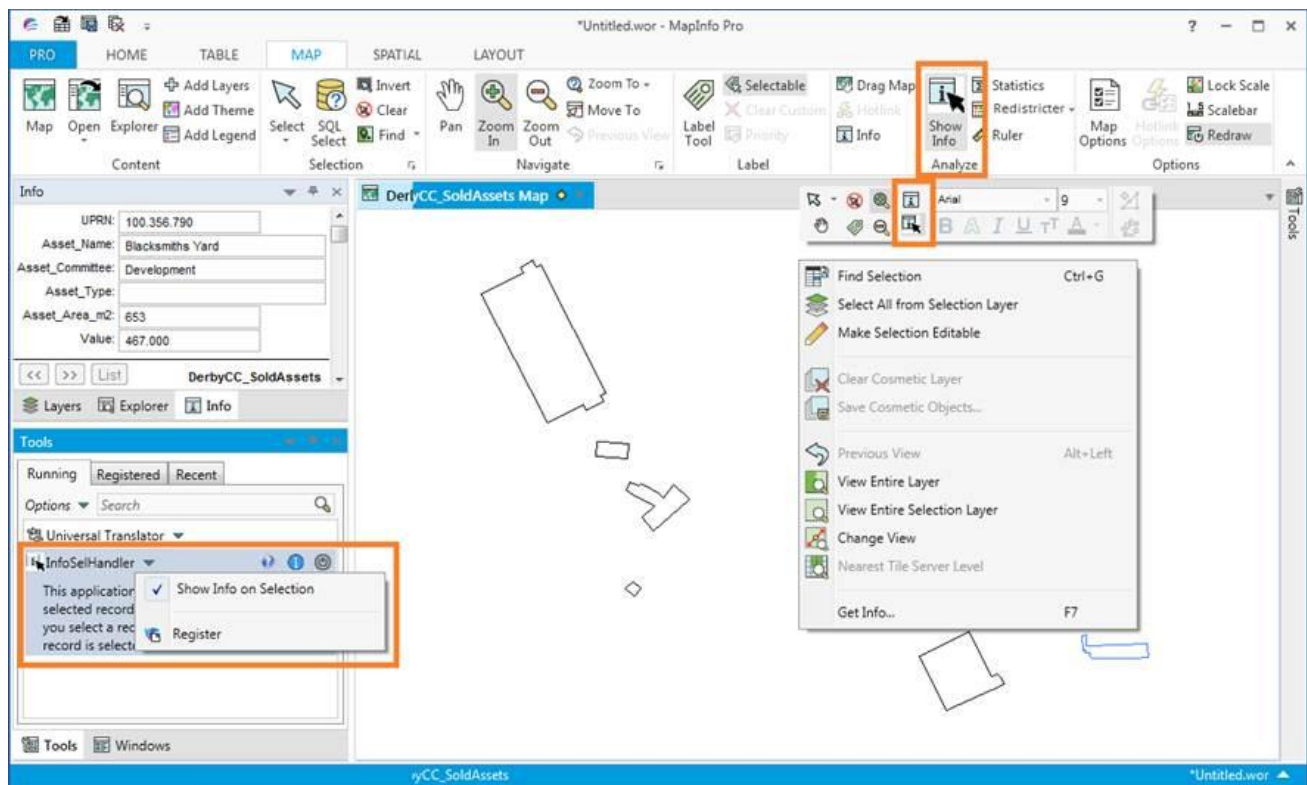 *Untitled.wor - MapInfo Pro
?
PRO HOME TABLE MAP SPATIAL LAYOUT
Map
Open
Explorer
Add Layers
Add Theme
Add Legend
Content
Select
SQL
Select
Invert
Clear
Find
Selection
Pan
Zoom
In
Zoom
Out
Zoom To
Move To
Previous View
Navigate
Label
Tool
Selectable
Clear Custom
Priority
Label
Drag Map
Hotlink
Info
Show
Info
Statistics
Redistricter
Ruler
Analyze
Map
Options
Hotlink
Options
Lock Scale
Scalebar
Redraw
Options
Info
UPRN: 100.356.790
Asset_Name: Blacksmiths Yard
Asset_Committee: Development
Asset_Type:
Asset_Area_m2: 653
Value: 467.000
<< >> List DerbyCC_SoldAssets
Layers Explorer Info
Tools
Running Registered Recent
Options Search
Universal Translator
InfoSelHandler
This application
selected record
you select a rec
record is select
Show Info on Selection
Register
Tools Windows
DerbyCC_SoldAssets Map
Arial 9
B A I U TT A
Find Selection Ctrl+G
Select All from Selection Layer
Make Selection Editable
Clear Cosmetic Layer
Save Cosmetic Objects...
Previous View Alt+Left
View Entire Layer
View Entire Selection Layer
Change View
Nearest Tile Server Level
Get Info... F7
Tools
yCC_SoldAssets
*Untitled.wor